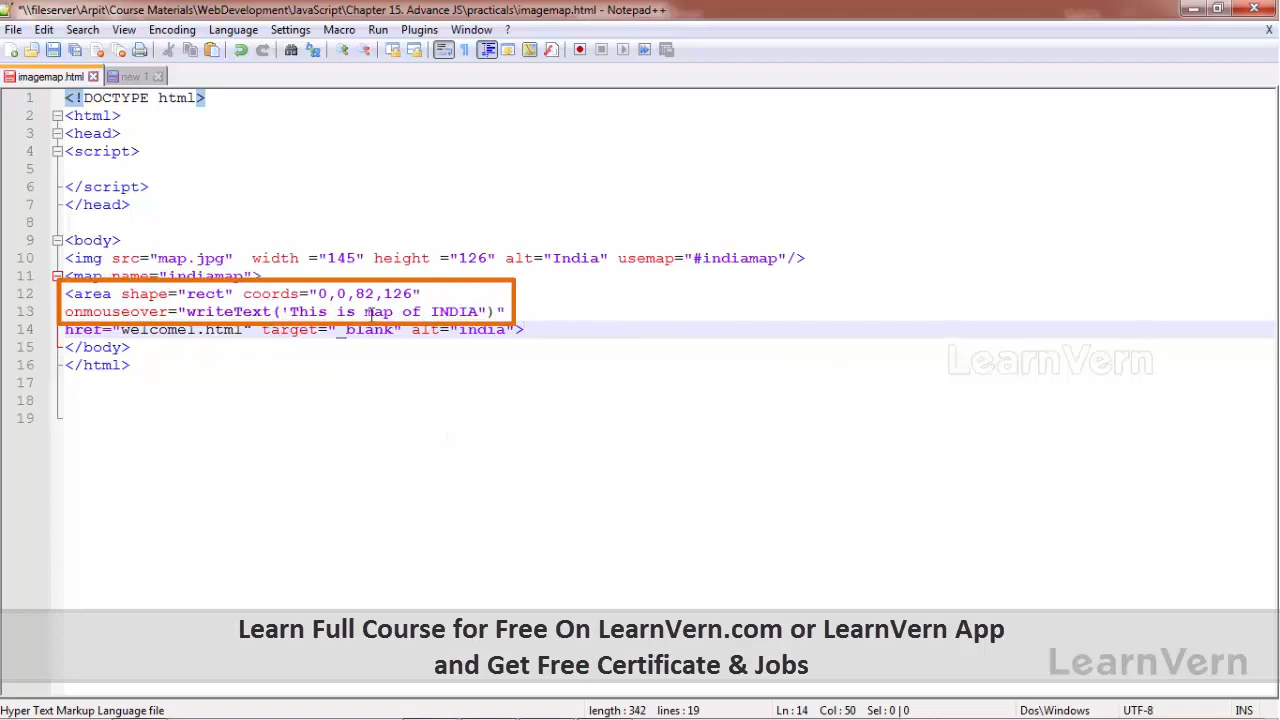 *\\fileserver\Arpit\Course Materials\WebDevelopment\JavaScript\Chapter 15. Advance JS\practicals\imagemap.html - Notepad++
File Edit Search View Encoding Language Settings Macro Run Plugins Window ? X
imagemap.html new 1
1 <!DOCTYPE html>
2 <html>
3 <head>
4 <script>
5
6 </script>
7 </head>
8
9 <body>
10 <img src="map.jpg"  width ="145" height ="126" alt="India" usemap="#indiamap"/>
11 <map name="indiamap">
12 <area shape="rect" coords="0,0,82,126"
13 onmouseover="writeText('This is map of INDIA")"
14 href="welcome1.html" target="_blank" alt="india">
15 </body>
16 </html>
17
18
19
LearnVern
Learn Full Course for Free On LearnVern.com or LearnVern App
and Get Free Certificate & Jobs
LearnVern
Hyper Text Markup Language file length : 342 lines : 19 Ln : 14 Col : 50 Sel : 0 | 0 Dos\Windows UTF-8 INS